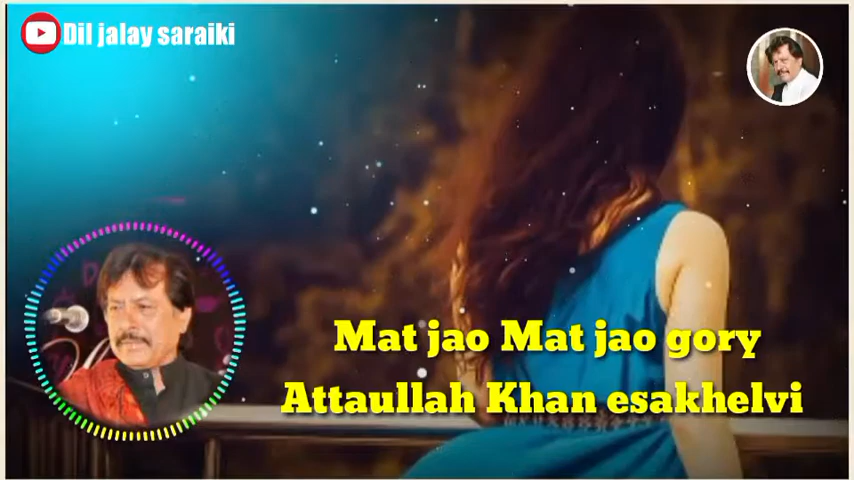 Dil jalay saraiki
Mat jao Mat jao gory
Attaullah Khan esakhelvi